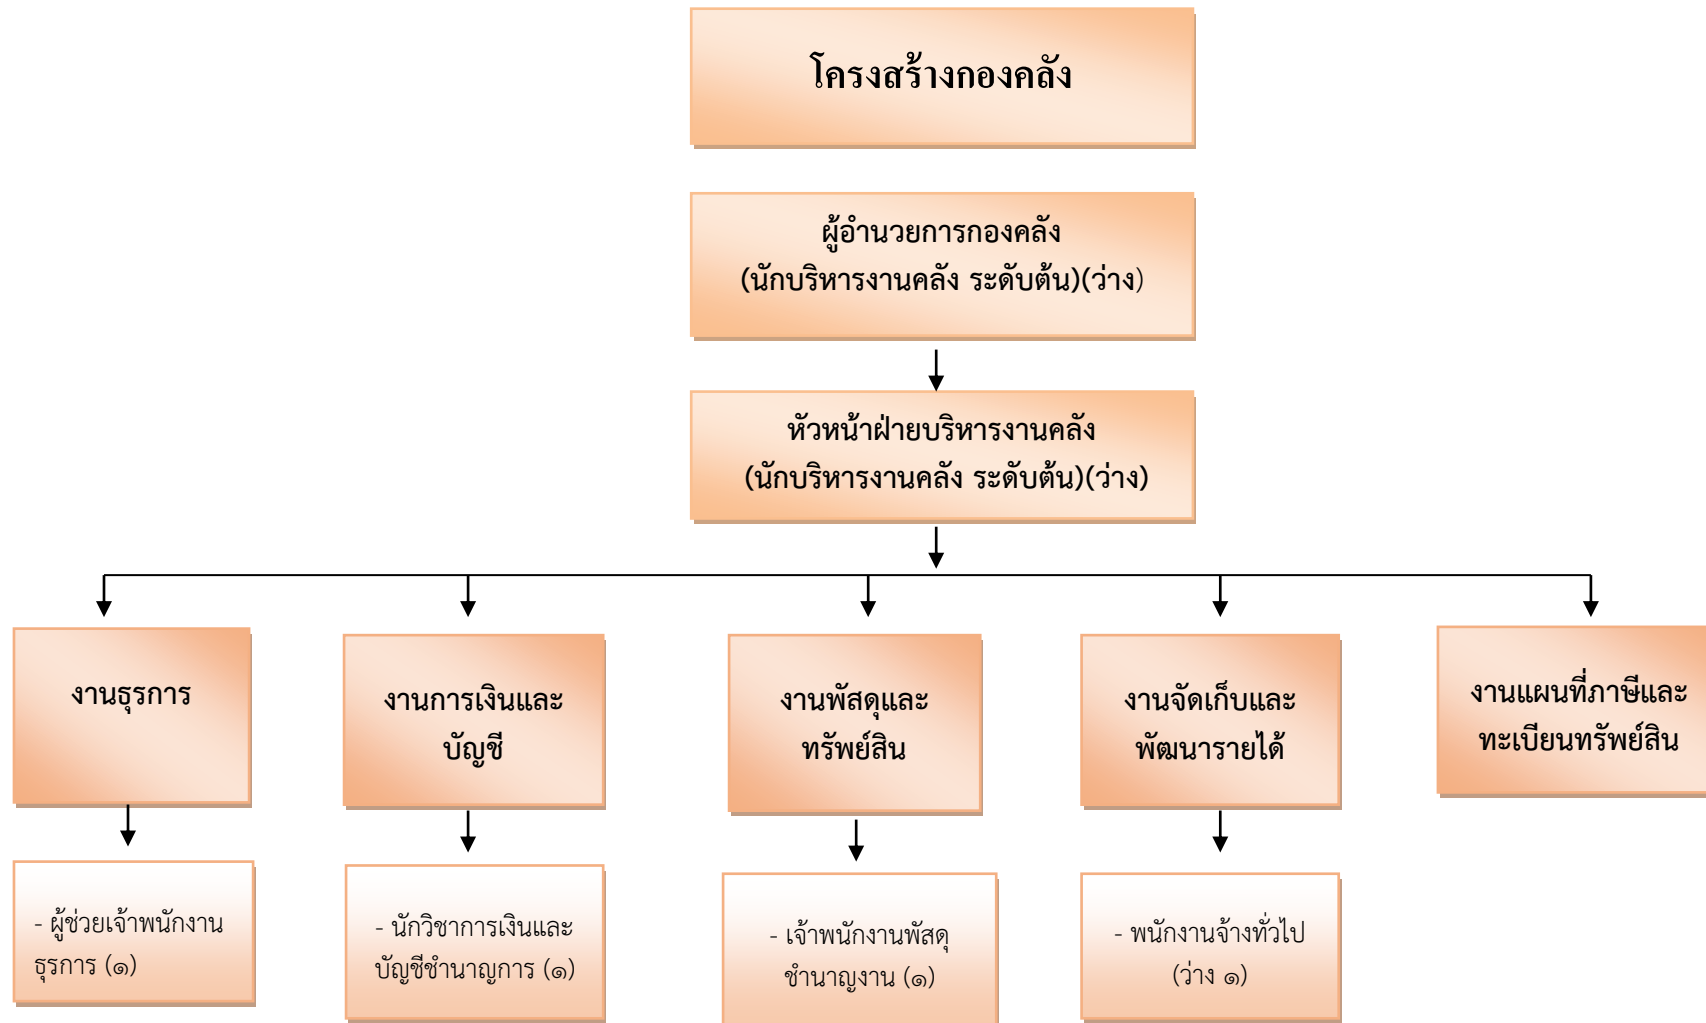 โครงสร้างกองคลัง
ผู้อำนวยการกองคลัง
(นักบริหารงานคลัง ระดับต้น)(ว่าง)
หัวหน้าฝ่ายบริหารงานคลัง
(นักบริหารงานคลัง ระดับต้น)(ว่าง)
งานธุรการ
งานการเงินและ
บัญชี
งานพัสดุและ
ทรัพย์สิน
งานจัดเก็บและ
พัฒนารายได้
งานแผนที่ภาษีและ
ทะเบียนทรัพย์สิน
- ผู้ช่วยเจ้าพนักงาน
ธุรการ (๑)
- นักวิชาการเงินและ
บัญชีชำนาญการ (๑)
- เจ้าพนักงานพัสดุ
ชำนาญงาน (๑)
- พนักงานจ้างทั่วไป
(ว่าง ๑)